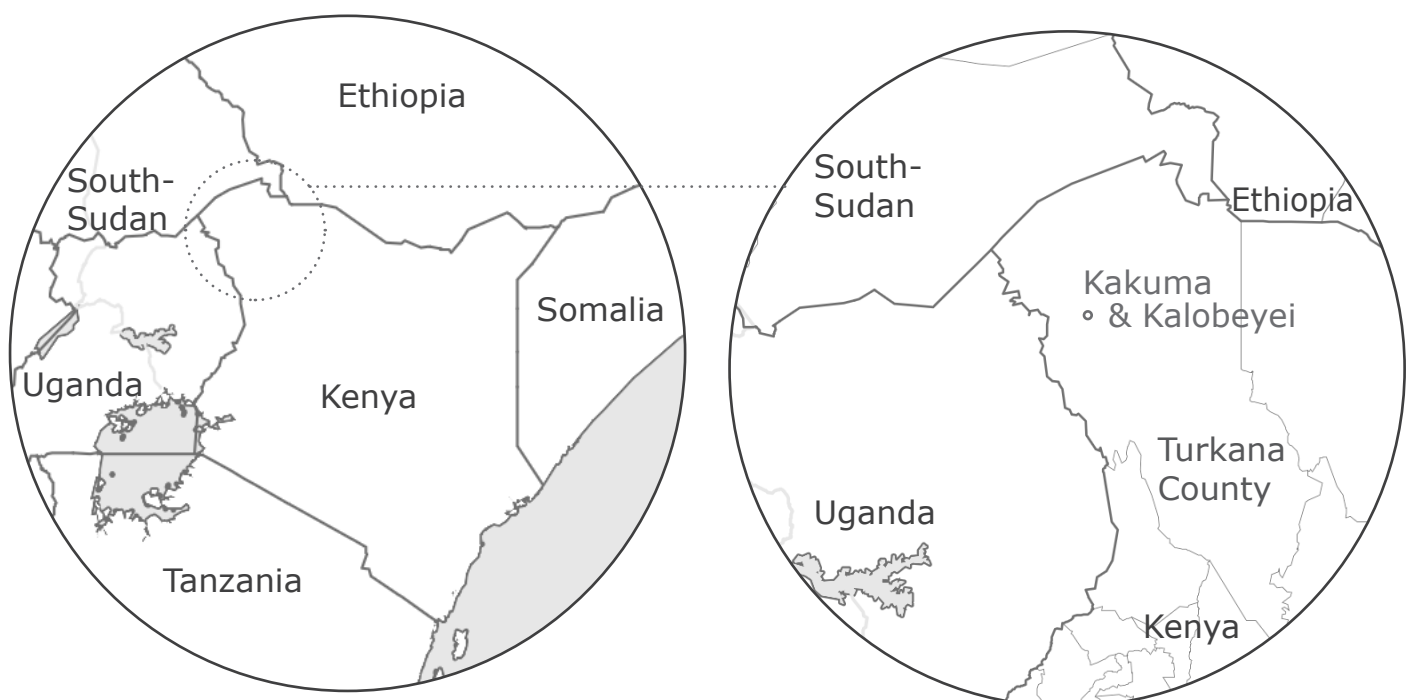 Ethiopia
South-
Sudan
Somalia
Uganda
Kenya
Tanzania
South-
Sudan
Ethiopia
Kakuma
& Kalobeyei
Turkana
County
Uganda
Kenya